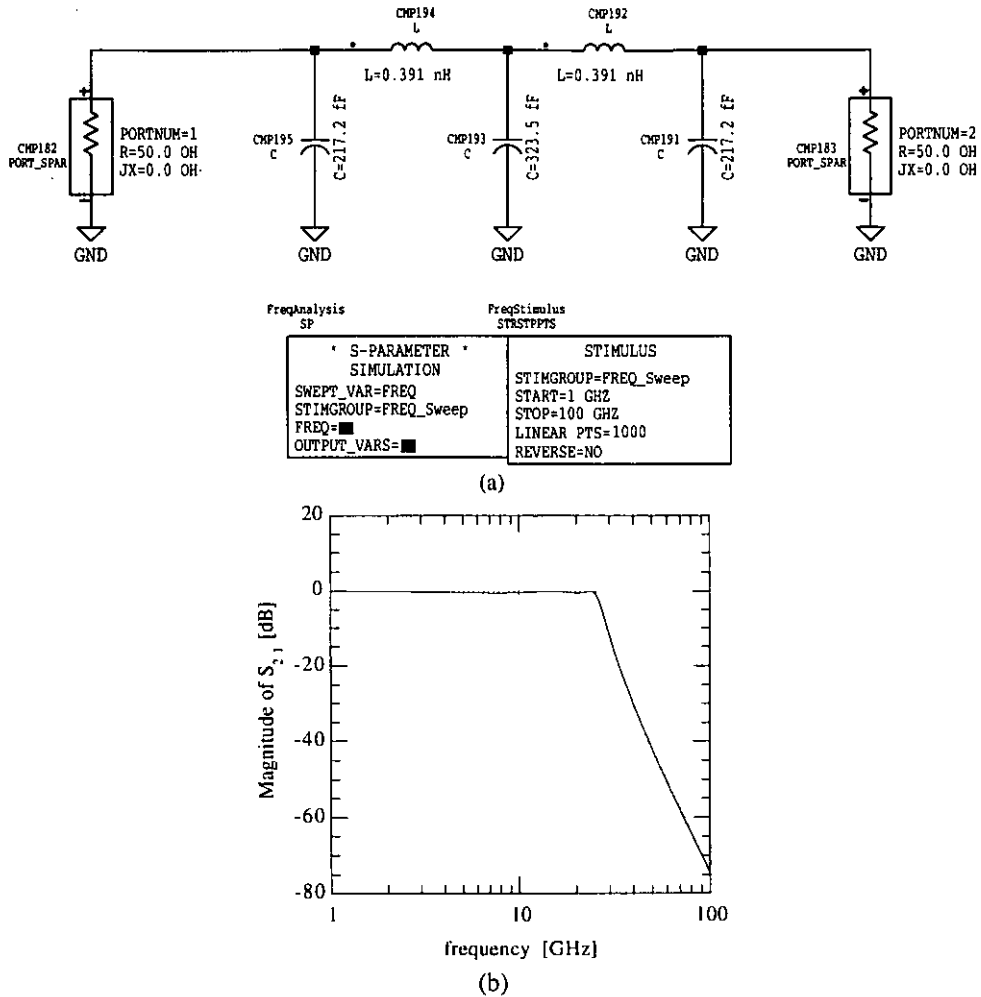 CMP194
L
CMP192
L
L=0.391 nH
L=0.391 nH
CMP182
PORT_SPAR
PORTNUM=1
R=50.0 OH
JX=0.0 OH
CMP195
C
C=217.2 fF
CMP193
C
C=323.5 fF
CMP191
C
C=217.2 fF
CMP183
PORT_SPAR
PORTNUM=2
R=50.0 OH
JX=0.0 OH
GND
GND
GND
GND
GND
FreqAnalysis
SP
* S-PARAMETER *
SIMULATION
SWEPT_VAR=FREQ
STIMGROUP=FREQ_Sweep
FREQ=
OUTPUT_VARS=
FreqStimulus
STRSTPPTS
STIMULUS
STIMGROUP=FREQ_Sweep
START=1 GHZ
STOP=100 GHZ
LINEAR PTS=1000
REVERSE=NO
(a)
Magnitude of S21 [dB]
20
0
-20
-40
-60
-80
1
10
100
frequency [GHz]
(b)